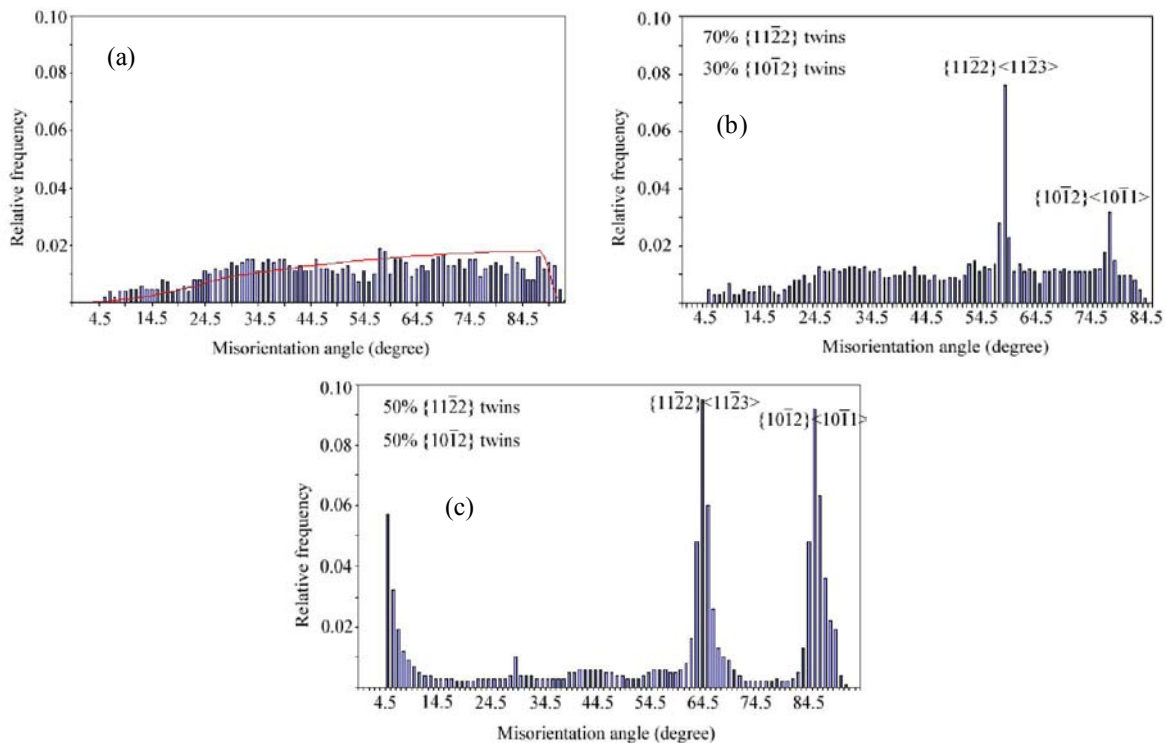 0.10
0.08
0.06
0.04
0.02
Relative frequency
(a)
4.5 14.5 24.5 34.5 44.5 54.5 64.5 74.5 84.5
Misorientation angle (degree)
0.10
0.08
0.06
0.04
0.02
0.00
Relative frequency
70% {112̅2} twins
30% {101̅2} twins
(b)
{112̅2}<112̅3>
{101̅2}<101̅1>
4.5 14.5 24.5 34.5 44.5 54.5 64.5 74.5 84.5
Misorientation angle (degree)
0.10
0.08
0.06
0.04
0.02
Relative frequency
50% {112̅2} twins
50% {101̅2} twins
(c)
{112̅2}<112̅3>
{101̅2}<101̅1>
4.5 14.5 24.5 34.5 44.5 54.5 64.5 74.5 84.5
Misorientation angle (degree)